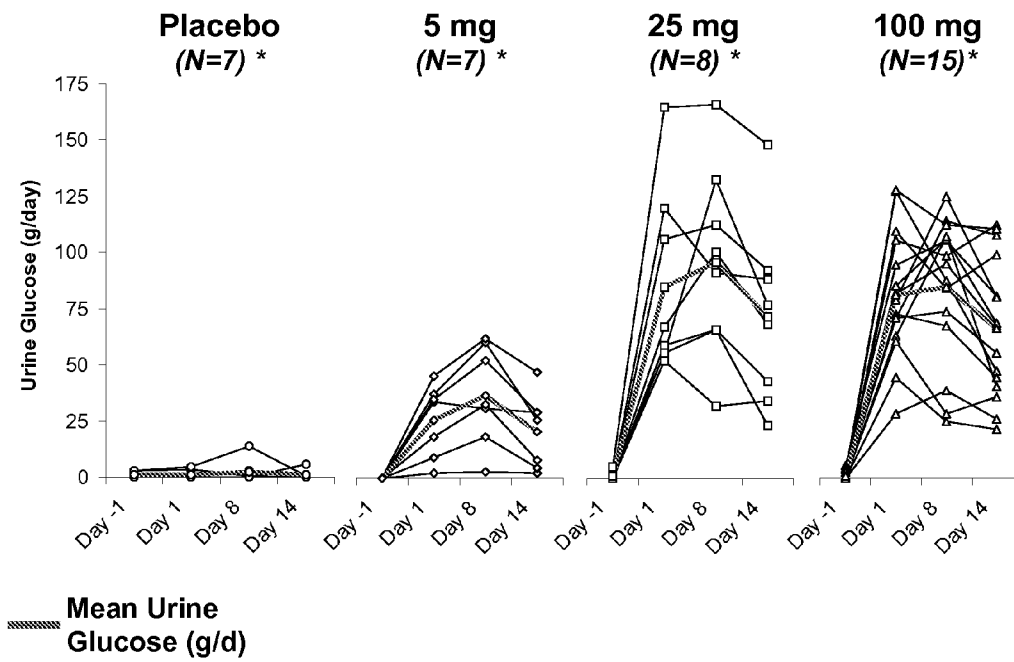 Placebo 5 mg 25 mg 100 mg
(N=7) * (N=7) * (N=8) * (N=15)*
Urine Glucose (g/day)
175
150
125
100
75
50
25
0
Day -1 Day 1 Day 8 Day 14 Day -1 Day 1 Day 8 Day 14 Day -1 Day 1 Day 8 Day 14 Day -1 Day 1 Day 8 Day 14
Mean Urine
Glucose (g/d)